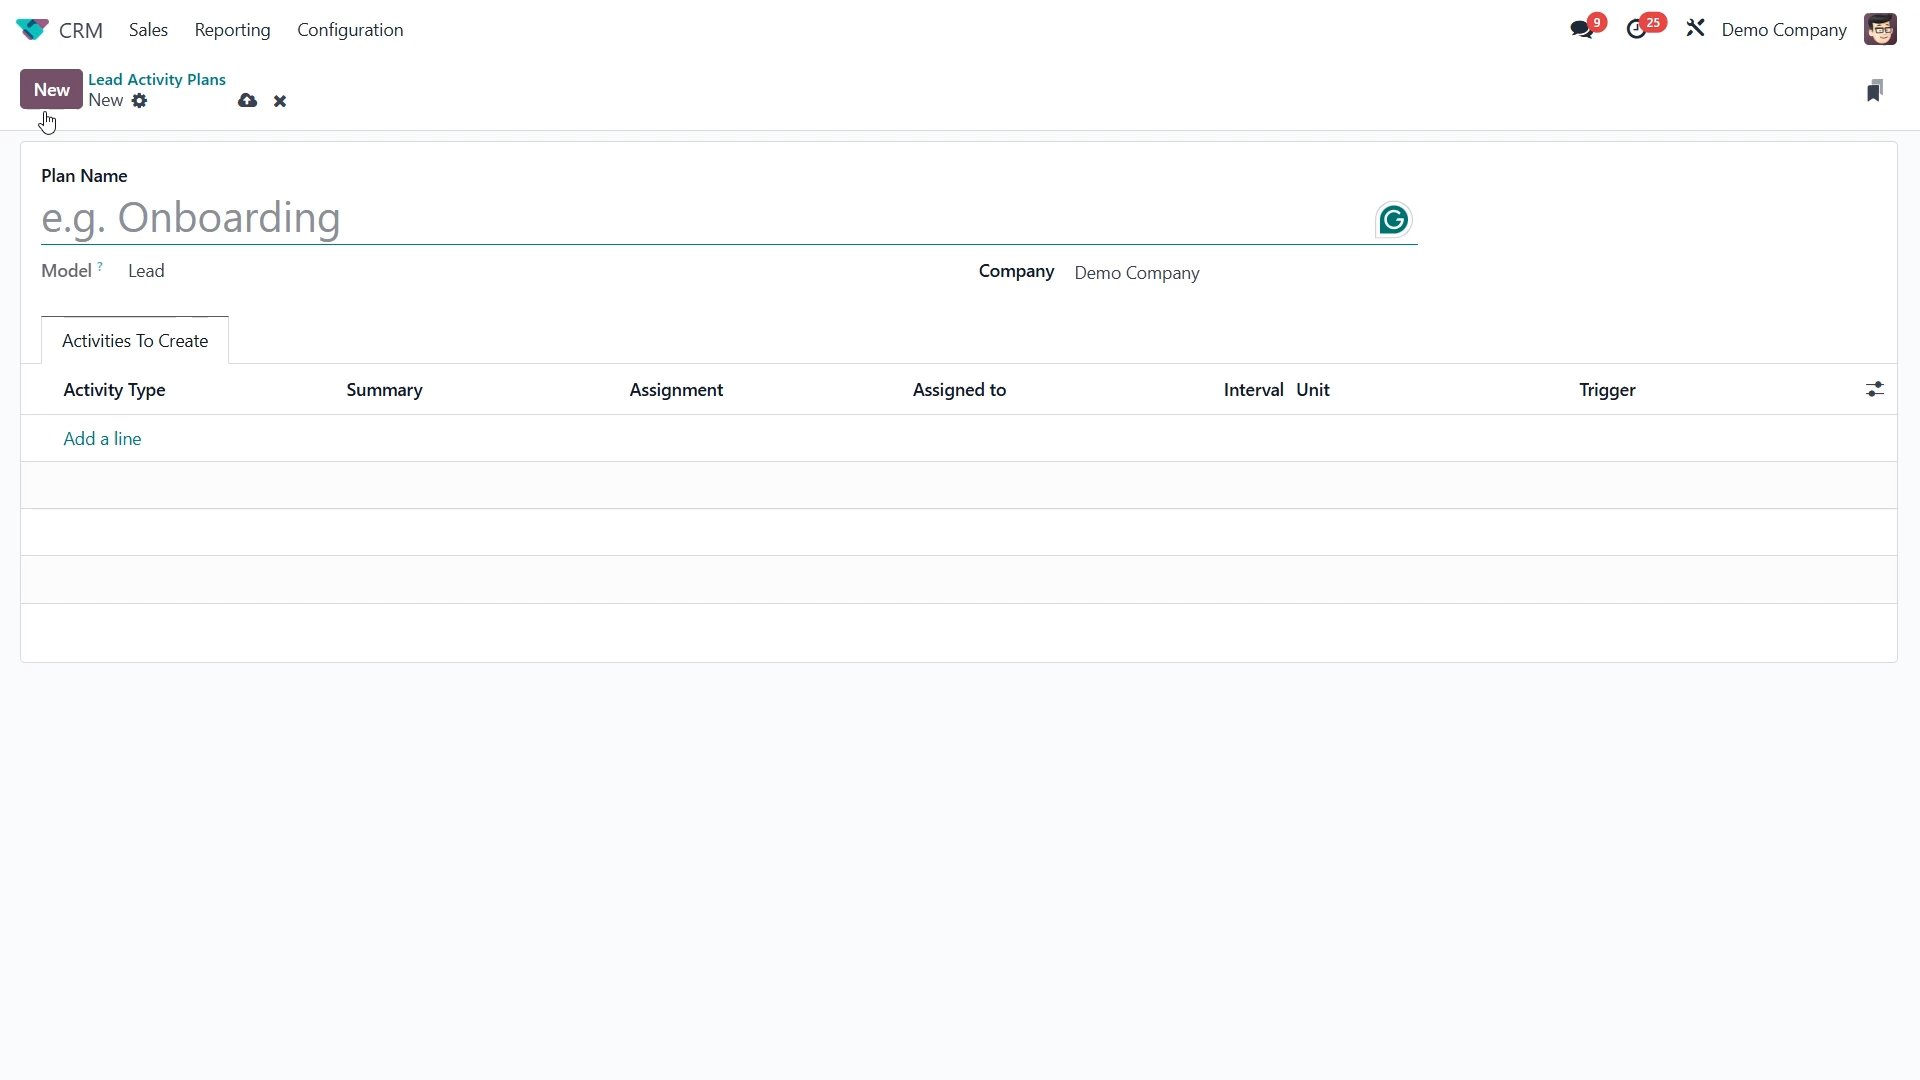 CRM Sales Reporting Configuration 9 25 Demo Company
New Lead Activity Plans
New
Plan Name
e.g. Onboarding
Model ? Lead Company Demo Company
Activities To Create
Activity Type Summary Assignment Assigned to Interval Unit Trigger
Add a line